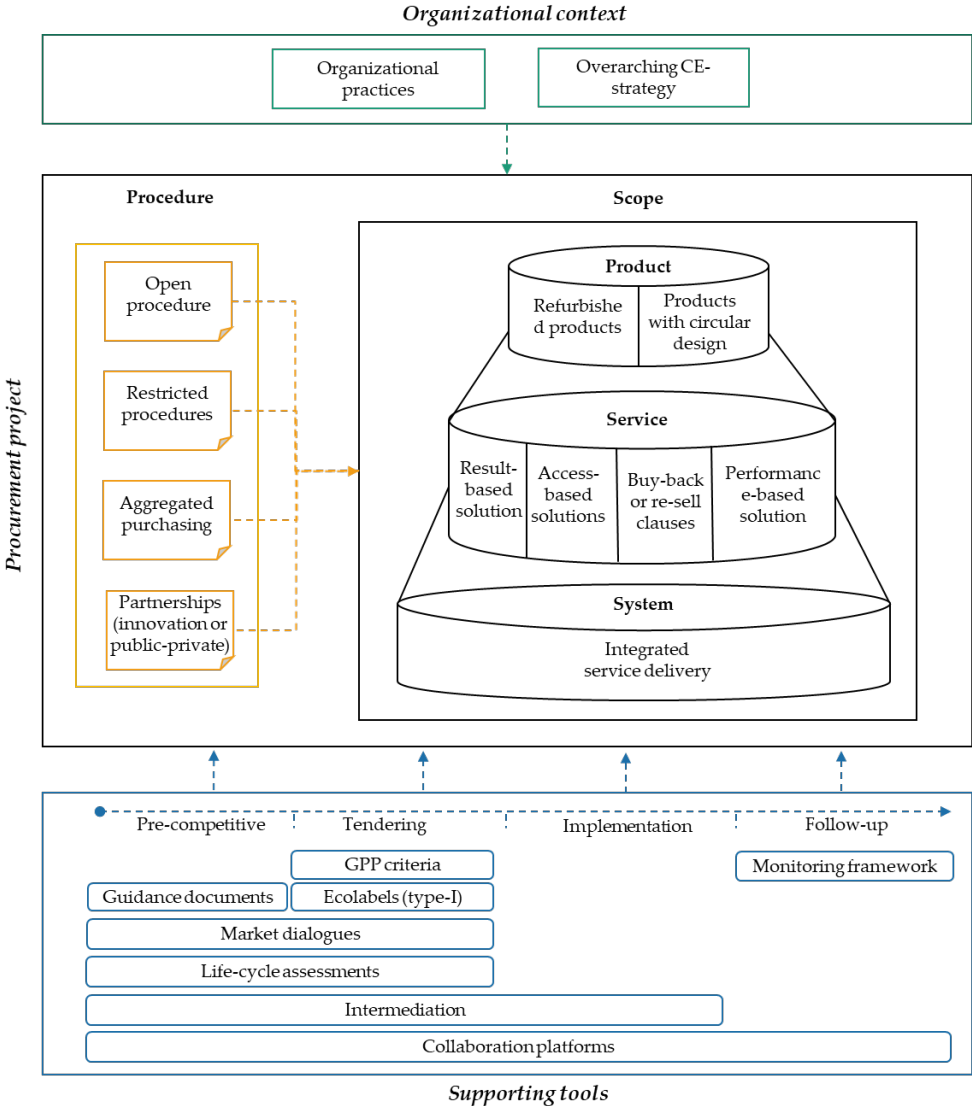 Organizational context
Organizational
practices
Overarching CE-
strategy
Procurement project
Procedure
Open
procedure
Restricted
procedures
Aggregated
purchasing
Partnerships
(innovation or
public-private)
Scope
Product
Refurbishe
d products
Products
with circular
design
Service
Result-
based
solution
Access-
based
solutions
Buy-back
or re-sell
clauses
Performanc
e-based
solution
System
Integrated
service delivery
Pre-competitive
Tendering
Implementation
Follow-up
GPP criteria
Monitoring framework
Guidance documents
Ecolabels (type-I)
Market dialogues
Life-cycle assessments
Intermediation
Collaboration platforms
Supporting tools